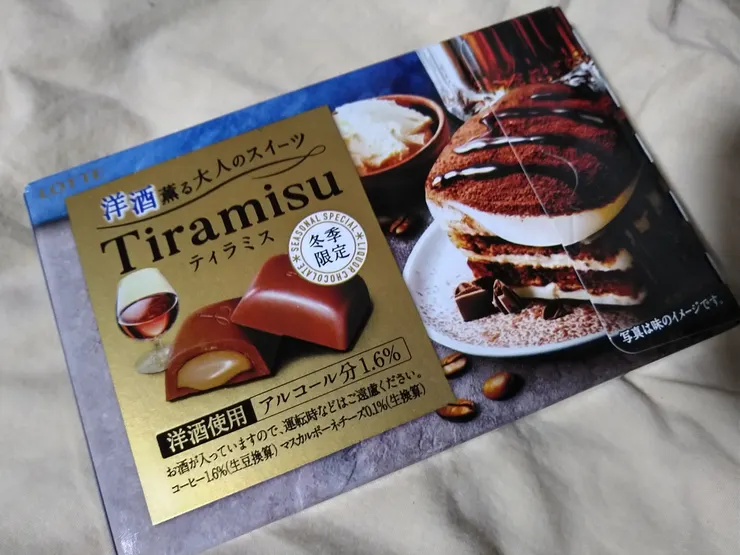 LOTTE
洋酒薫る大人のスイーツ
Tiramisu
ティラミス
SEASONAL SPECIAL
冬季
限定
LIQUOR CHOCOLATE
洋酒使用
アルコール分1.6%
お酒が入っていますので、運転時などはご遠慮ください。
コーヒー1.6%(生豆換算) マスカルポーネチーズ0.1%(生換算)
写真は味のイメージです。